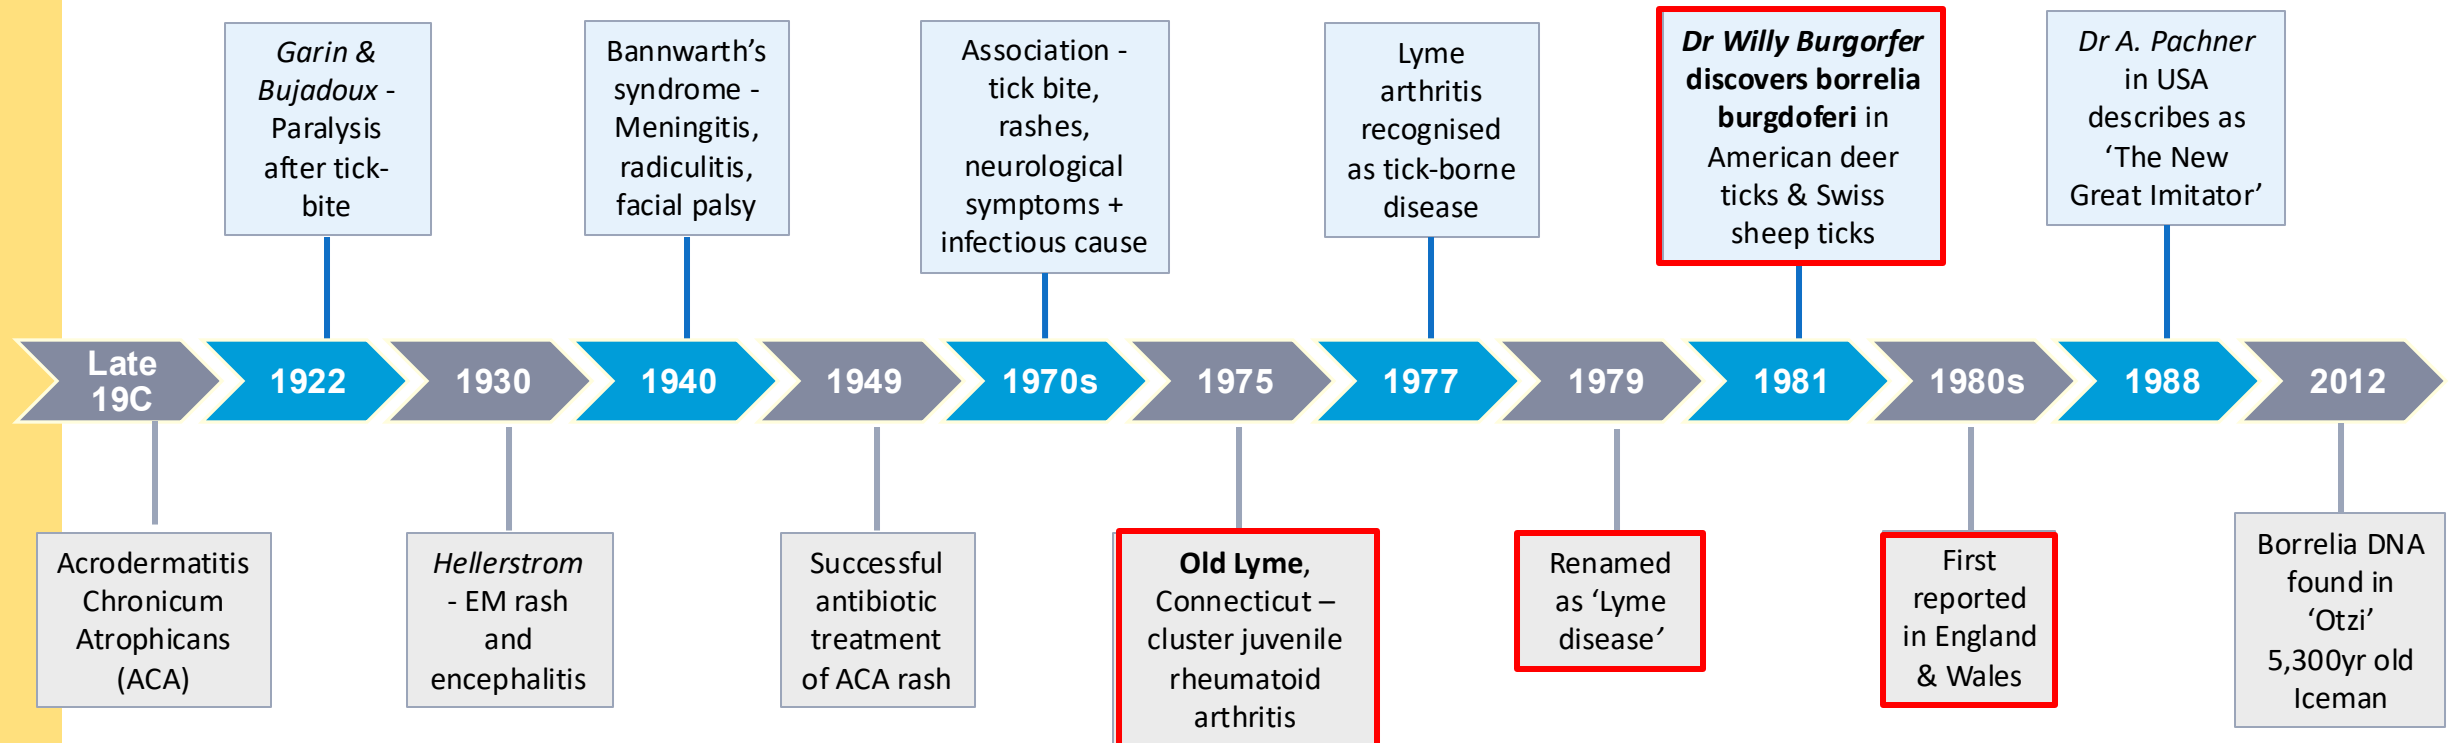 Garin &
Bujadoux -
Paralysis
after tick-
bite
Bannwarth’s
syndrome -
Meningitis,
radiculitis,
facial palsy
Association -
tick bite,
rashes,
neurological
symptoms +
infectious cause
Lyme
arthritis
recognised
as tick-borne
disease
Dr Willy Burgorfer
discovers borrelia
burgdoferi in
American deer
ticks & Swiss
sheep ticks
Dr A. Pachner
in USA
describes as
‘The New
Great Imitator’
Late
19C
1922
1930
1940
1949
1970s
1975
1977
1979
1981
1980s
1988
2012
Acrodermatitis
Chronicum
Atrophicans
(ACA)
Hellerstrom
- EM rash
and
encephalitis
Successful
antibiotic
treatment
of ACA rash
Old Lyme,
Connecticut –
cluster juvenile
rheumatoid
arthritis
Renamed
as ‘Lyme
disease’
First
reported
in England
& Wales
Borrelia DNA
found in
‘Otzi’
5,300yr old
Iceman